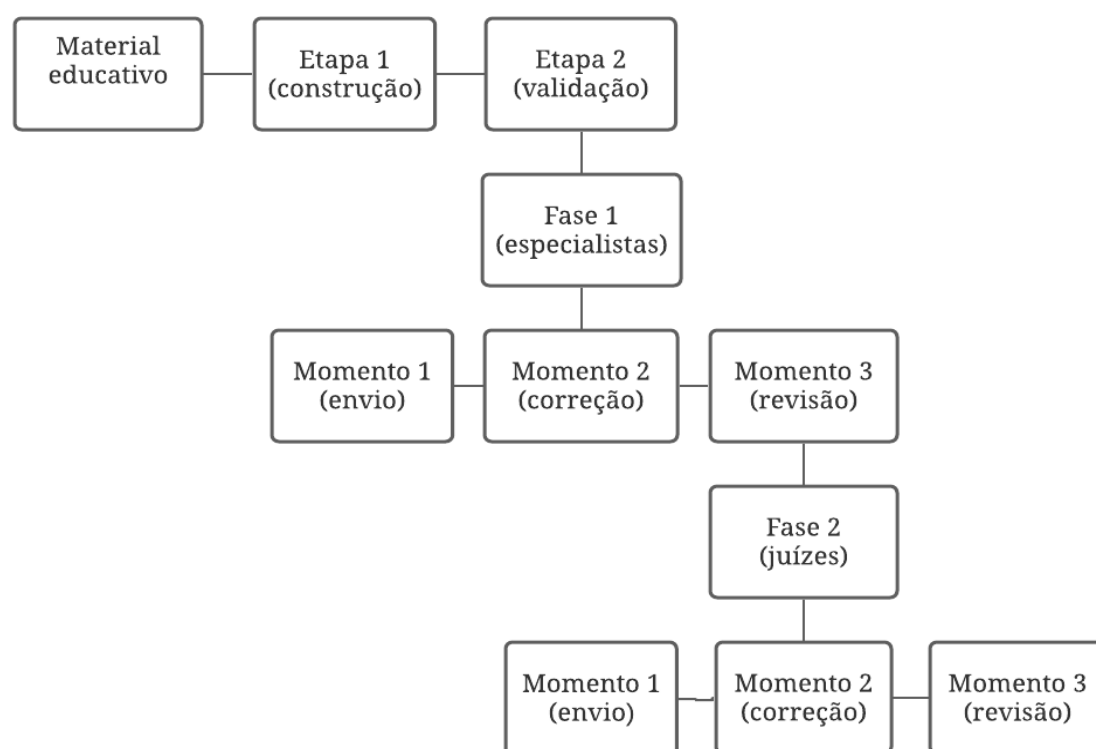 Material
educativo
Etapa 1
(construção)
Etapa 2
(validação)
Fase 1
(especialistas)
Momento 1
(envio)
Momento 2
(correção)
Momento 3
(revisão)
Fase 2
(juízes)
Momento 1
(envio)
Momento 2
(correção)
Momento 3
(revisão)